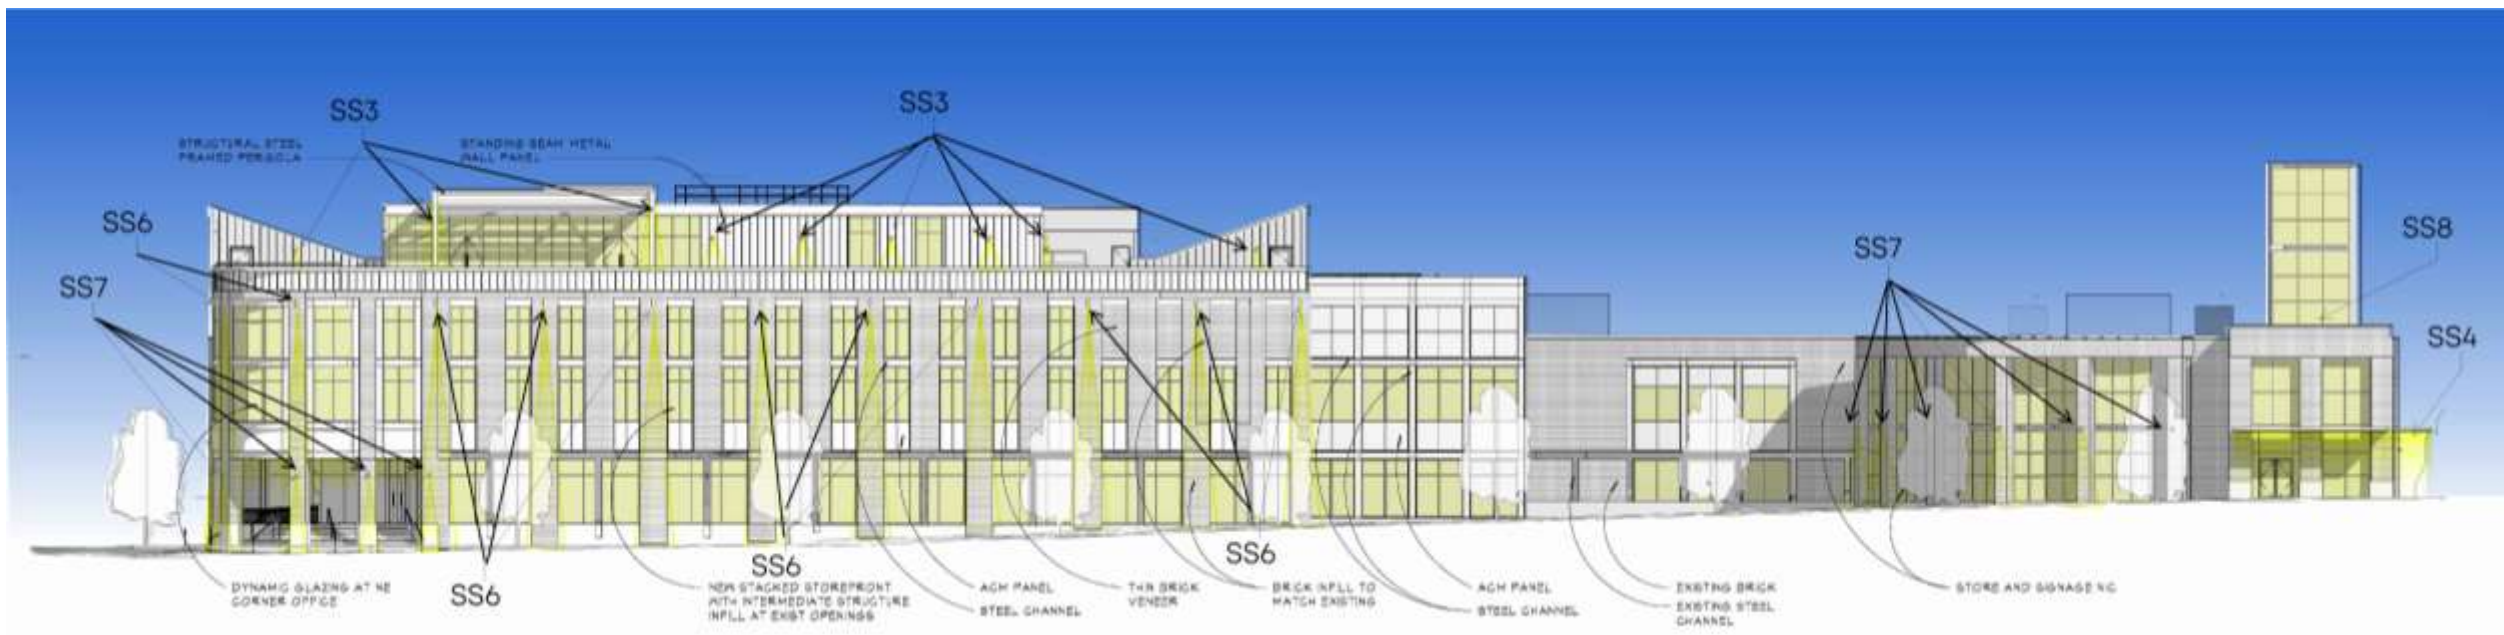 SS3
SS3
STRUCTURAL STEEL
FRAMED PERGOLA
STANDING SEAM METAL
WALL PANEL
SS6
SS7
SS7
SS8
SS4
SS6
SS6
SS6
DYNAMIC GLAZING AT NE
CORNER OFFICE
NEW STACKED STOREFRONT
WITH INTERMEDIATE STRUCTURE
INFILL AT EXIST OPENINGS
ACM PANEL
STEEL CHANNEL
THIN BRICK
VENEER
BRICK INFILL TO
MATCH EXISTING
ACM PANEL
STEEL CHANNEL
EXISTING BRICK
EXISTING STEEL
CHANNEL
STORE AND SIGNAGE NIC